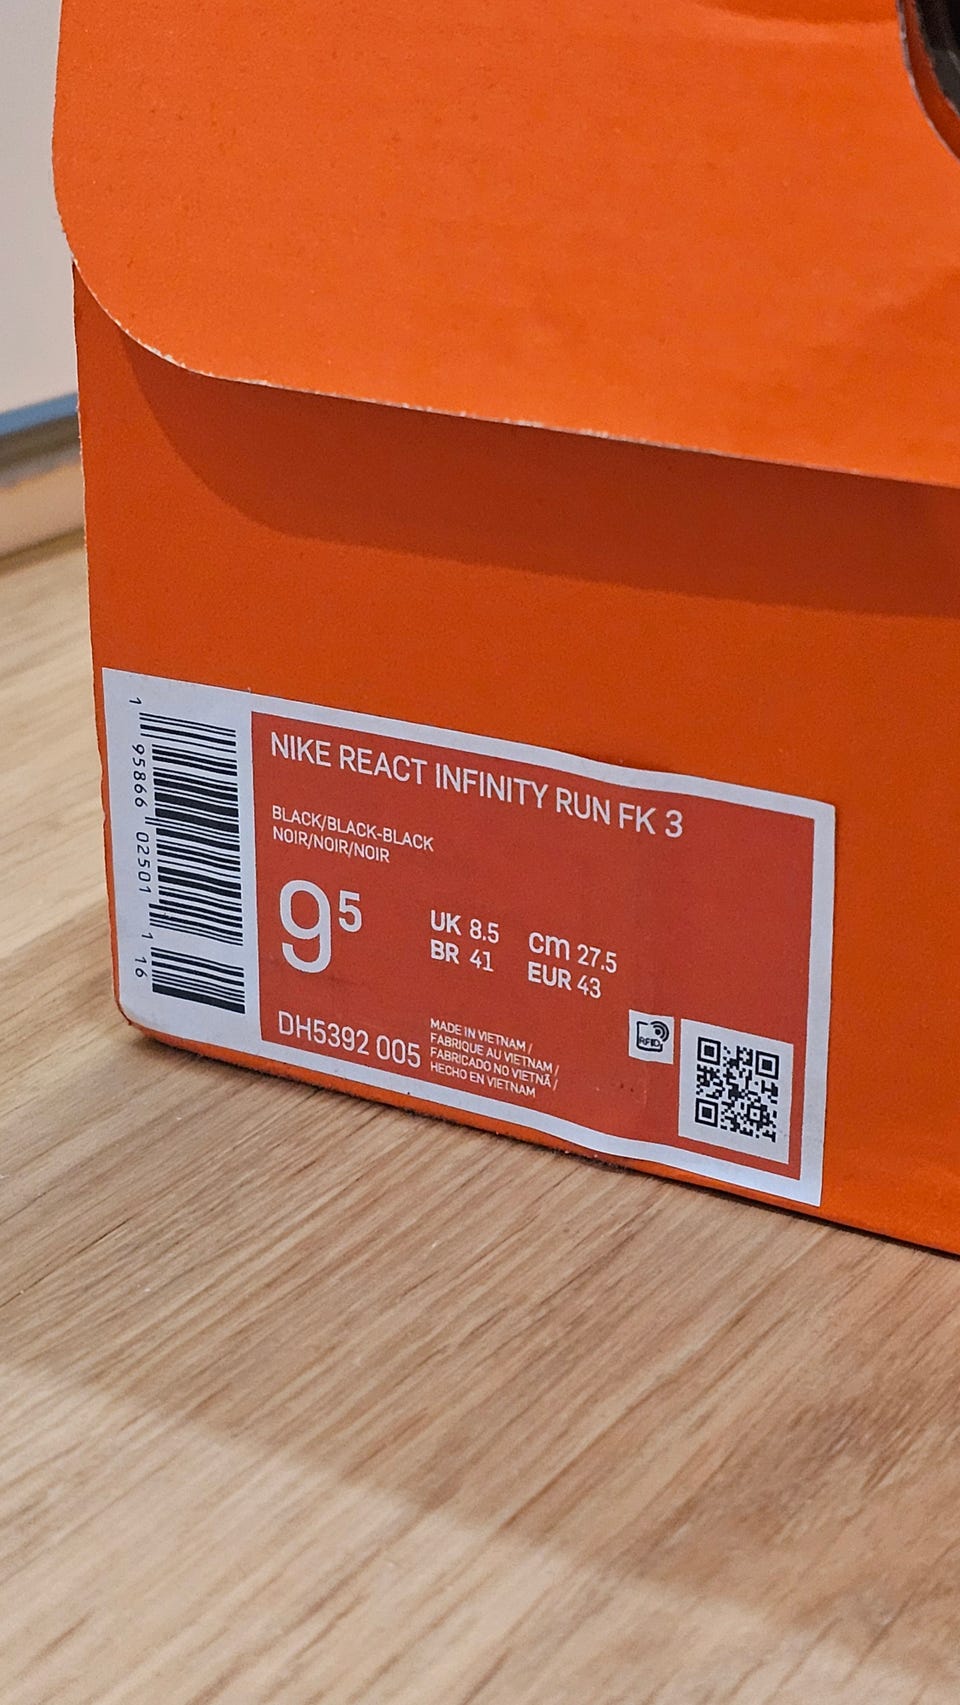 1 95866 02501 1 16
NIKE REACT INFINITY RUN FK 3
BLACK/BLACK-BLACK
NOIR/NOIR/NOIR
9⁵
UK 8.5 cm 27.5
BR 41 EUR 43
DH5392 005
MADE IN VIETNAM /
FABRIQUE AU VIETNAM /
FABRICADO NO VIETNÃ /
HECHO EN VIETNAM
RFID